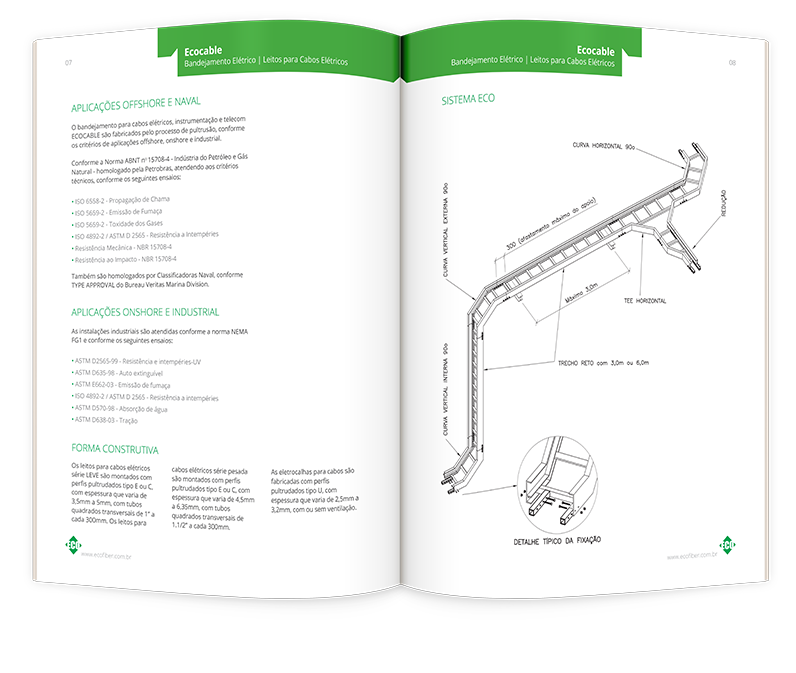 07
Ecocable
Bandejamento Elétrico | Leitos para Cabos Elétricos
APLICAÇÕES OFFSHORE E NAVAL
O bandejamento para cabos elétricos, instrumentação e telecom
ECOCABLE são fabricados pelo processo de pultrusão, conforme
os critérios de aplicações offshore, onshore e industrial.
Conforme a Norma ABNT nº 15708-4 - Indústria do Petróleo e Gás
Natural - homologado pela Petrobras, atendendo aos critérios
técnicos, conforme os seguintes ensaios:
• ISO 6558-2 - Propagação de Chama
• ISO 5659-2 - Emissão de Fumaça
• ISO 5659-2 - Toxidade dos Gases
• ISO 4892-2 / ASTM D 2565 - Resistência a Intempéries
• Resistência Mecânica - NBR 15708-4
• Resistência ao Impacto - NBR 15708-4
Também são homologados por Classificadoras Naval, conforme
TYPE APPROVAL do Bureau Veritas Marina Division.
APLICAÇÕES ONSHORE E INDUSTRIAL
As instalações industriais são atendidas conforme a norma NEMA
FG1 e conforme os seguintes ensaios:
• ASTM D2565-99 - Resistência e intempéries-UV
• ASTM D635-98 - Auto extinguível
• ASTM E662-03 - Emissão de fumaça
• ISO 4892-2 / ASTM D 2565 - Resistência a intempéries
• ASTM D570-98 - Absorção de água
• ASTM D638-03 - Tração
FORMA CONSTRUTIVA
Os leitos para cabos elétricos
série LEVE são montados com
perfis pultrudados tipo E ou C,
com espessura que varia de
3,5mm a 5mm, com tubos
quadrados transversais de 1" a
cada 300mm. Os leitos para
cabos elétricos série pesada
são montados com perfis
pultrudados tipo E ou C, com
espessura que varia de 4,5mm
a 6,35mm, com tubos
quadrados transversais de
1.1/2" a cada 300mm.
As eletrocalhas para cabos são
fabricadas com perfis
pultrudados tipo U, com
espessura que varia de 2,5mm a
3,2mm, com ou sem ventilação.
ECO
www.ecofiber.com.br
Ecocable
Bandejamento Elétrico | Leitos para Cabos Elétricos
08
SISTEMA ECO
CURVA HORIZONTAL 90o
CURVA VERTICAL EXTERNA 90o
300 (afastamento máximo do apoio)
REDUÇÃO
Máximo 3,0m
TEE HORIZONTAL
TRECHO RETO com 3,0m ou 6,0m
CURVA VERTICAL INTERNA 90o
DETALHE TÍPICO DA FIXAÇÃO
www.ecofiber.com.br
ECO